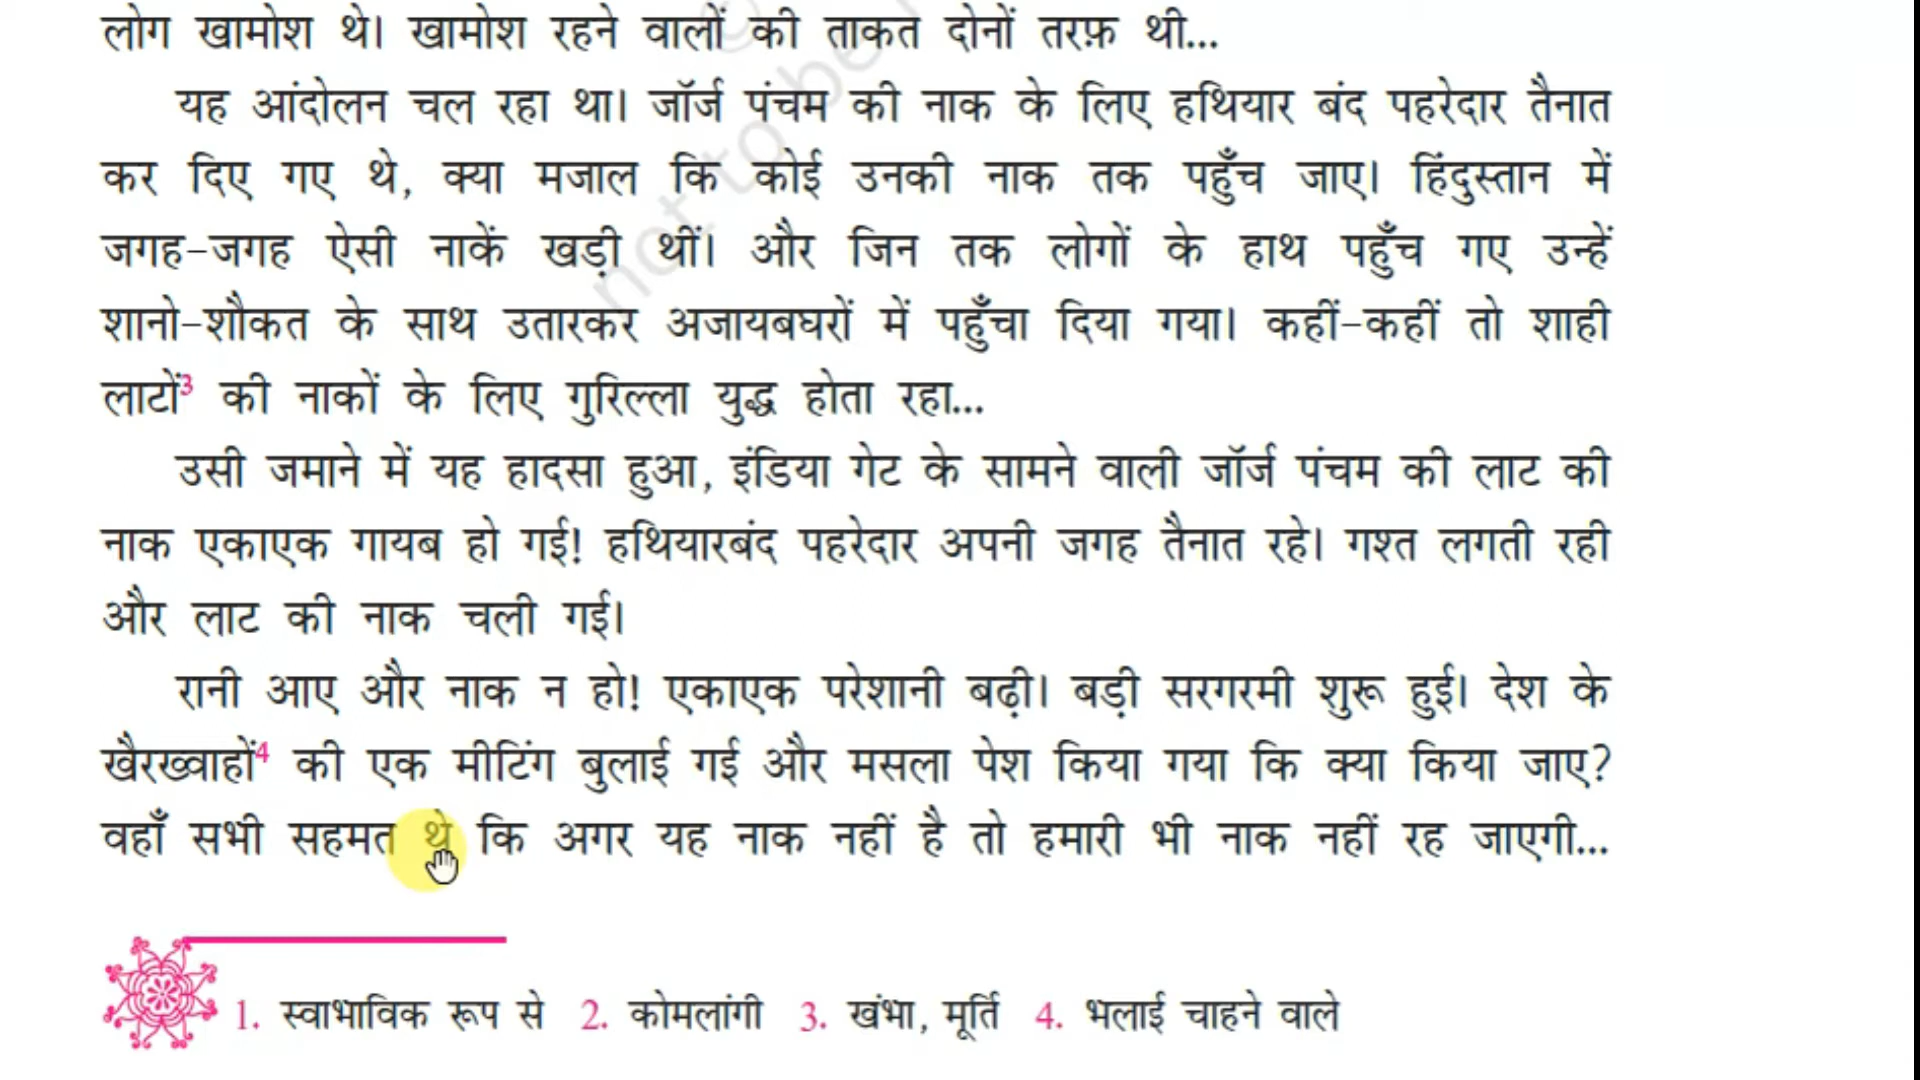 लोग खामोश थे। खामोश रहने वालों की ताकत दोनों तरफ़ थी...
यह आंदोलन चल रहा था। जॉर्ज पंचम की नाक के लिए हथियार बंद पहरेदार तैनात
कर दिए गए थे, क्या मजाल कि कोई उनकी नाक तक पहुँच जाए। हिंदुस्तान में
जगह-जगह ऐसी नाकें खड़ी थीं। और जिन तक लोगों के हाथ पहुँच गए उन्हें
शानो-शौकत के साथ उतारकर अजायबघरों में पहुँचा दिया गया। कहीं-कहीं तो शाही
लाटों3 की नाकों के लिए गुरिल्ला युद्ध होता रहा...
उसी जमाने में यह हादसा हुआ, इंडिया गेट के सामने वाली जॉर्ज पंचम की लाट की
नाक एकाएक गायब हो गई! हथियारबंद पहरेदार अपनी जगह तैनात रहे। गश्त लगती रही
और लाट की नाक चली गई।
रानी आए और नाक न हो! एकाएक परेशानी बढ़ी। बड़ी सरगरमी शुरू हुई। देश के
खैरख्वाहों4 की एक मीटिंग बुलाई गई और मसला पेश किया गया कि क्या किया जाए?
वहाँ सभी सहमत थे कि अगर यह नाक नहीं है तो हमारी भी नाक नहीं रह जाएगी...
1. स्वाभाविक रूप से 2. कोमलांगी 3. खंभा, मूर्ति 4. भलाई चाहने वाले
not to be